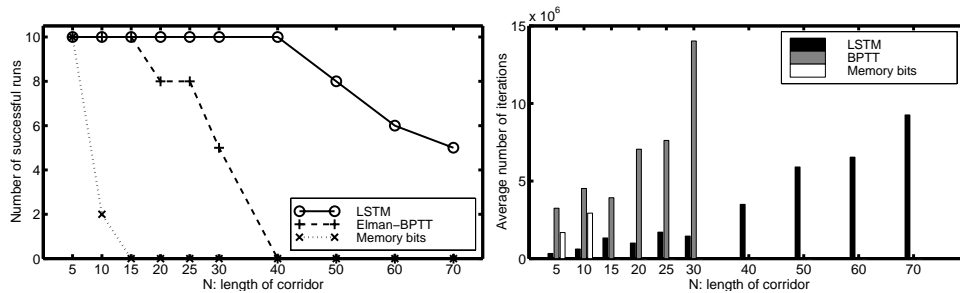 10
8
6
4
2
0
Number of successful runs
5 10 15 20 25 30 40 50 60 70
N: length of corridor
LSTM
Elman−BPTT
Memory bits
15
x 10^6
10
5
0
Average number of iterations
5 10 15 20 25 30 40 50 60 70
N: length of corridor
LSTM
BPTT
Memory bits